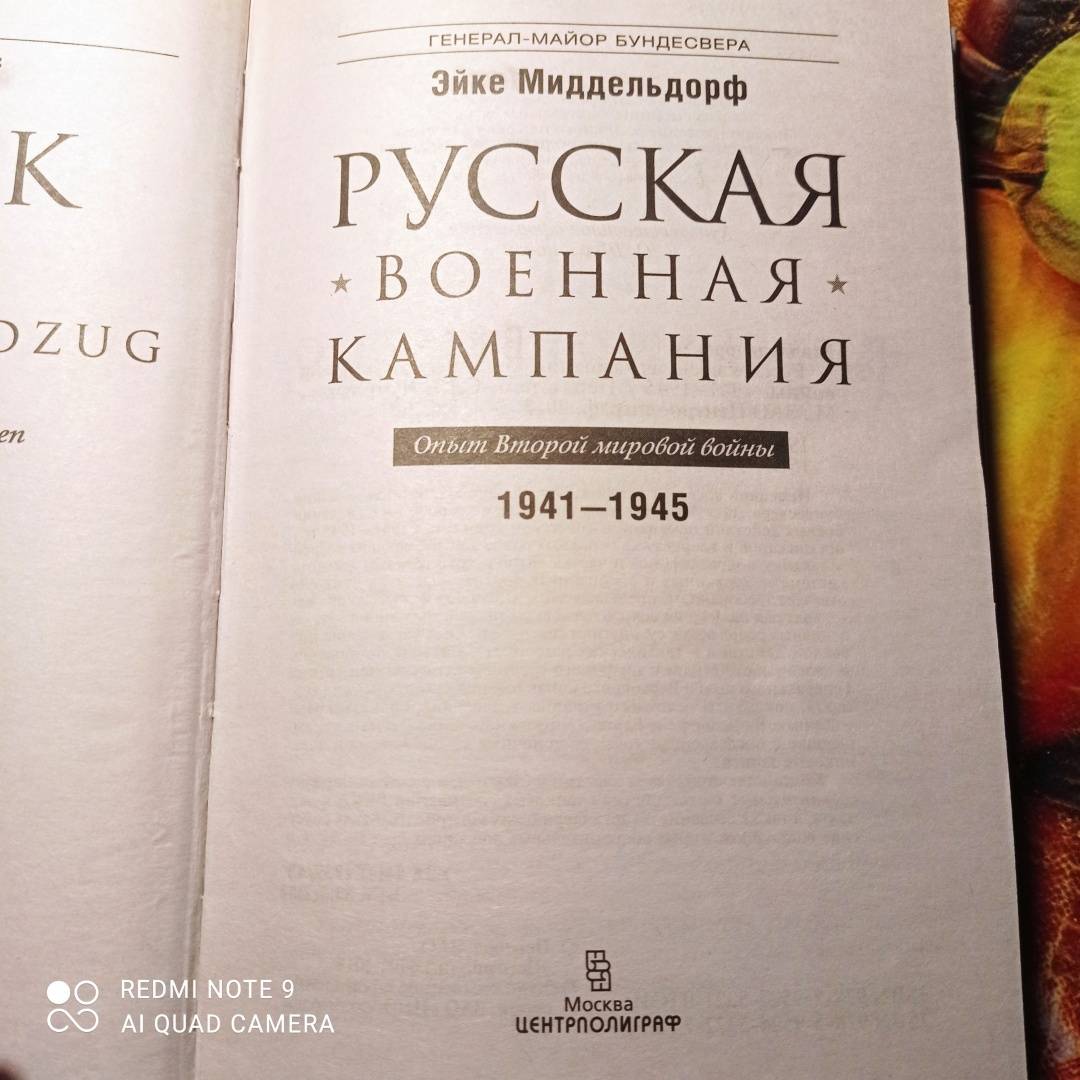 К
DZUG
en
ГЕНЕРАЛ-МАЙОР БУНДЕСВЕРА
Эйке Миддельдорф
РУССКАЯ
ВОЕННАЯ
КАМПАНИЯ
Опыт Второй мировой войны
1941—1945
Москва
ЦЕНТРПОЛИГРАФ
REDMI NOTE 9
AI QUAD CAMERA